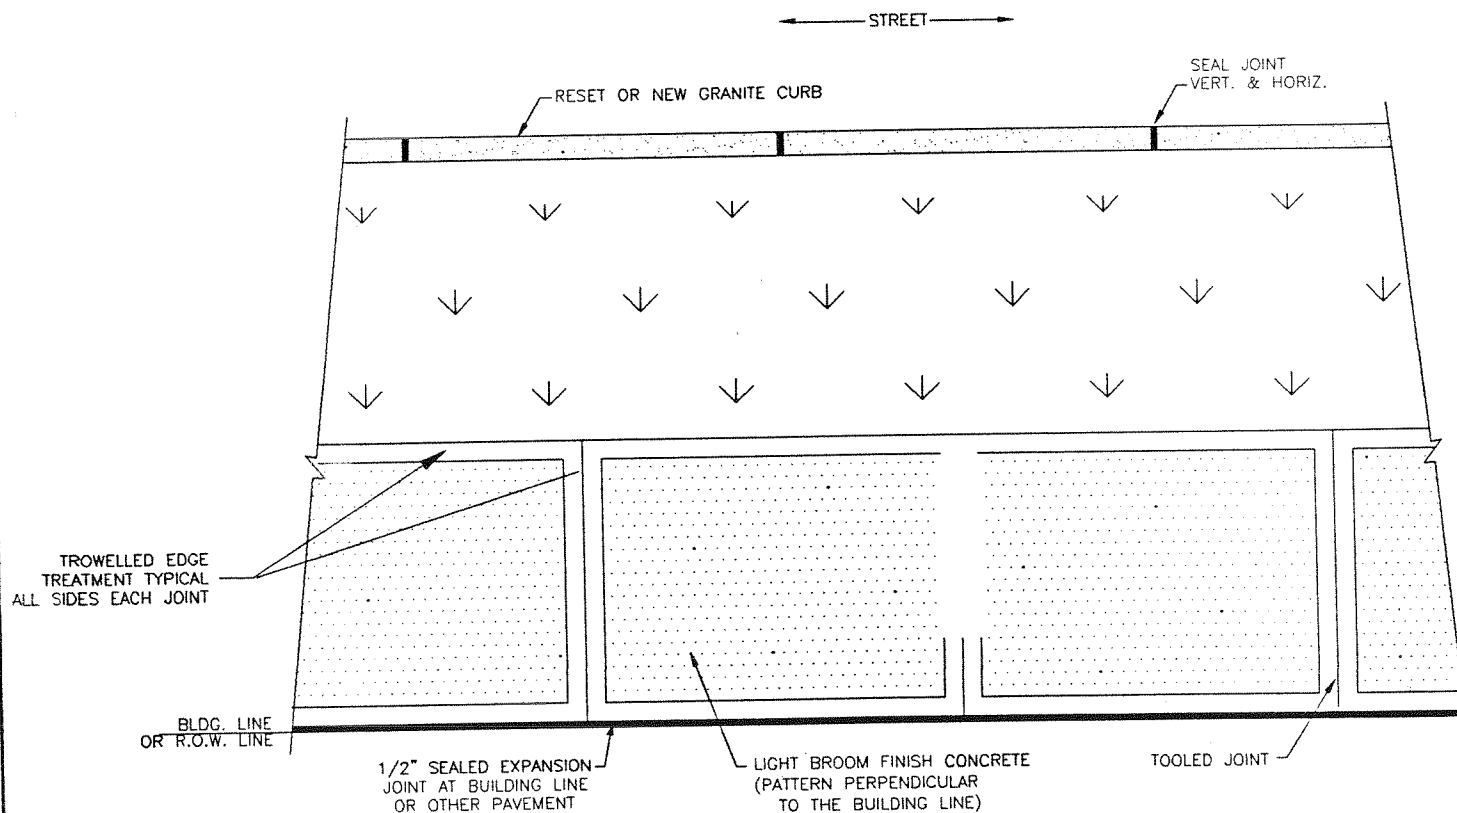 STREET
SEAL JOINT
VERT. & HORIZ.
RESET OR NEW GRANITE CURB
TROWELLED EDGE
TREATMENT TYPICAL
ALL SIDES EACH JOINT
BLDG. LINE
OR R.O.W. LINE
1/2" SEALED EXPANSION
JOINT AT BUILDING LINE
OR OTHER PAVEMENT
LIGHT BROOM FINISH CONCRETE
(PATTERN PERPENDICULAR
TO THE BUILDING LINE)
TOOLED JOINT